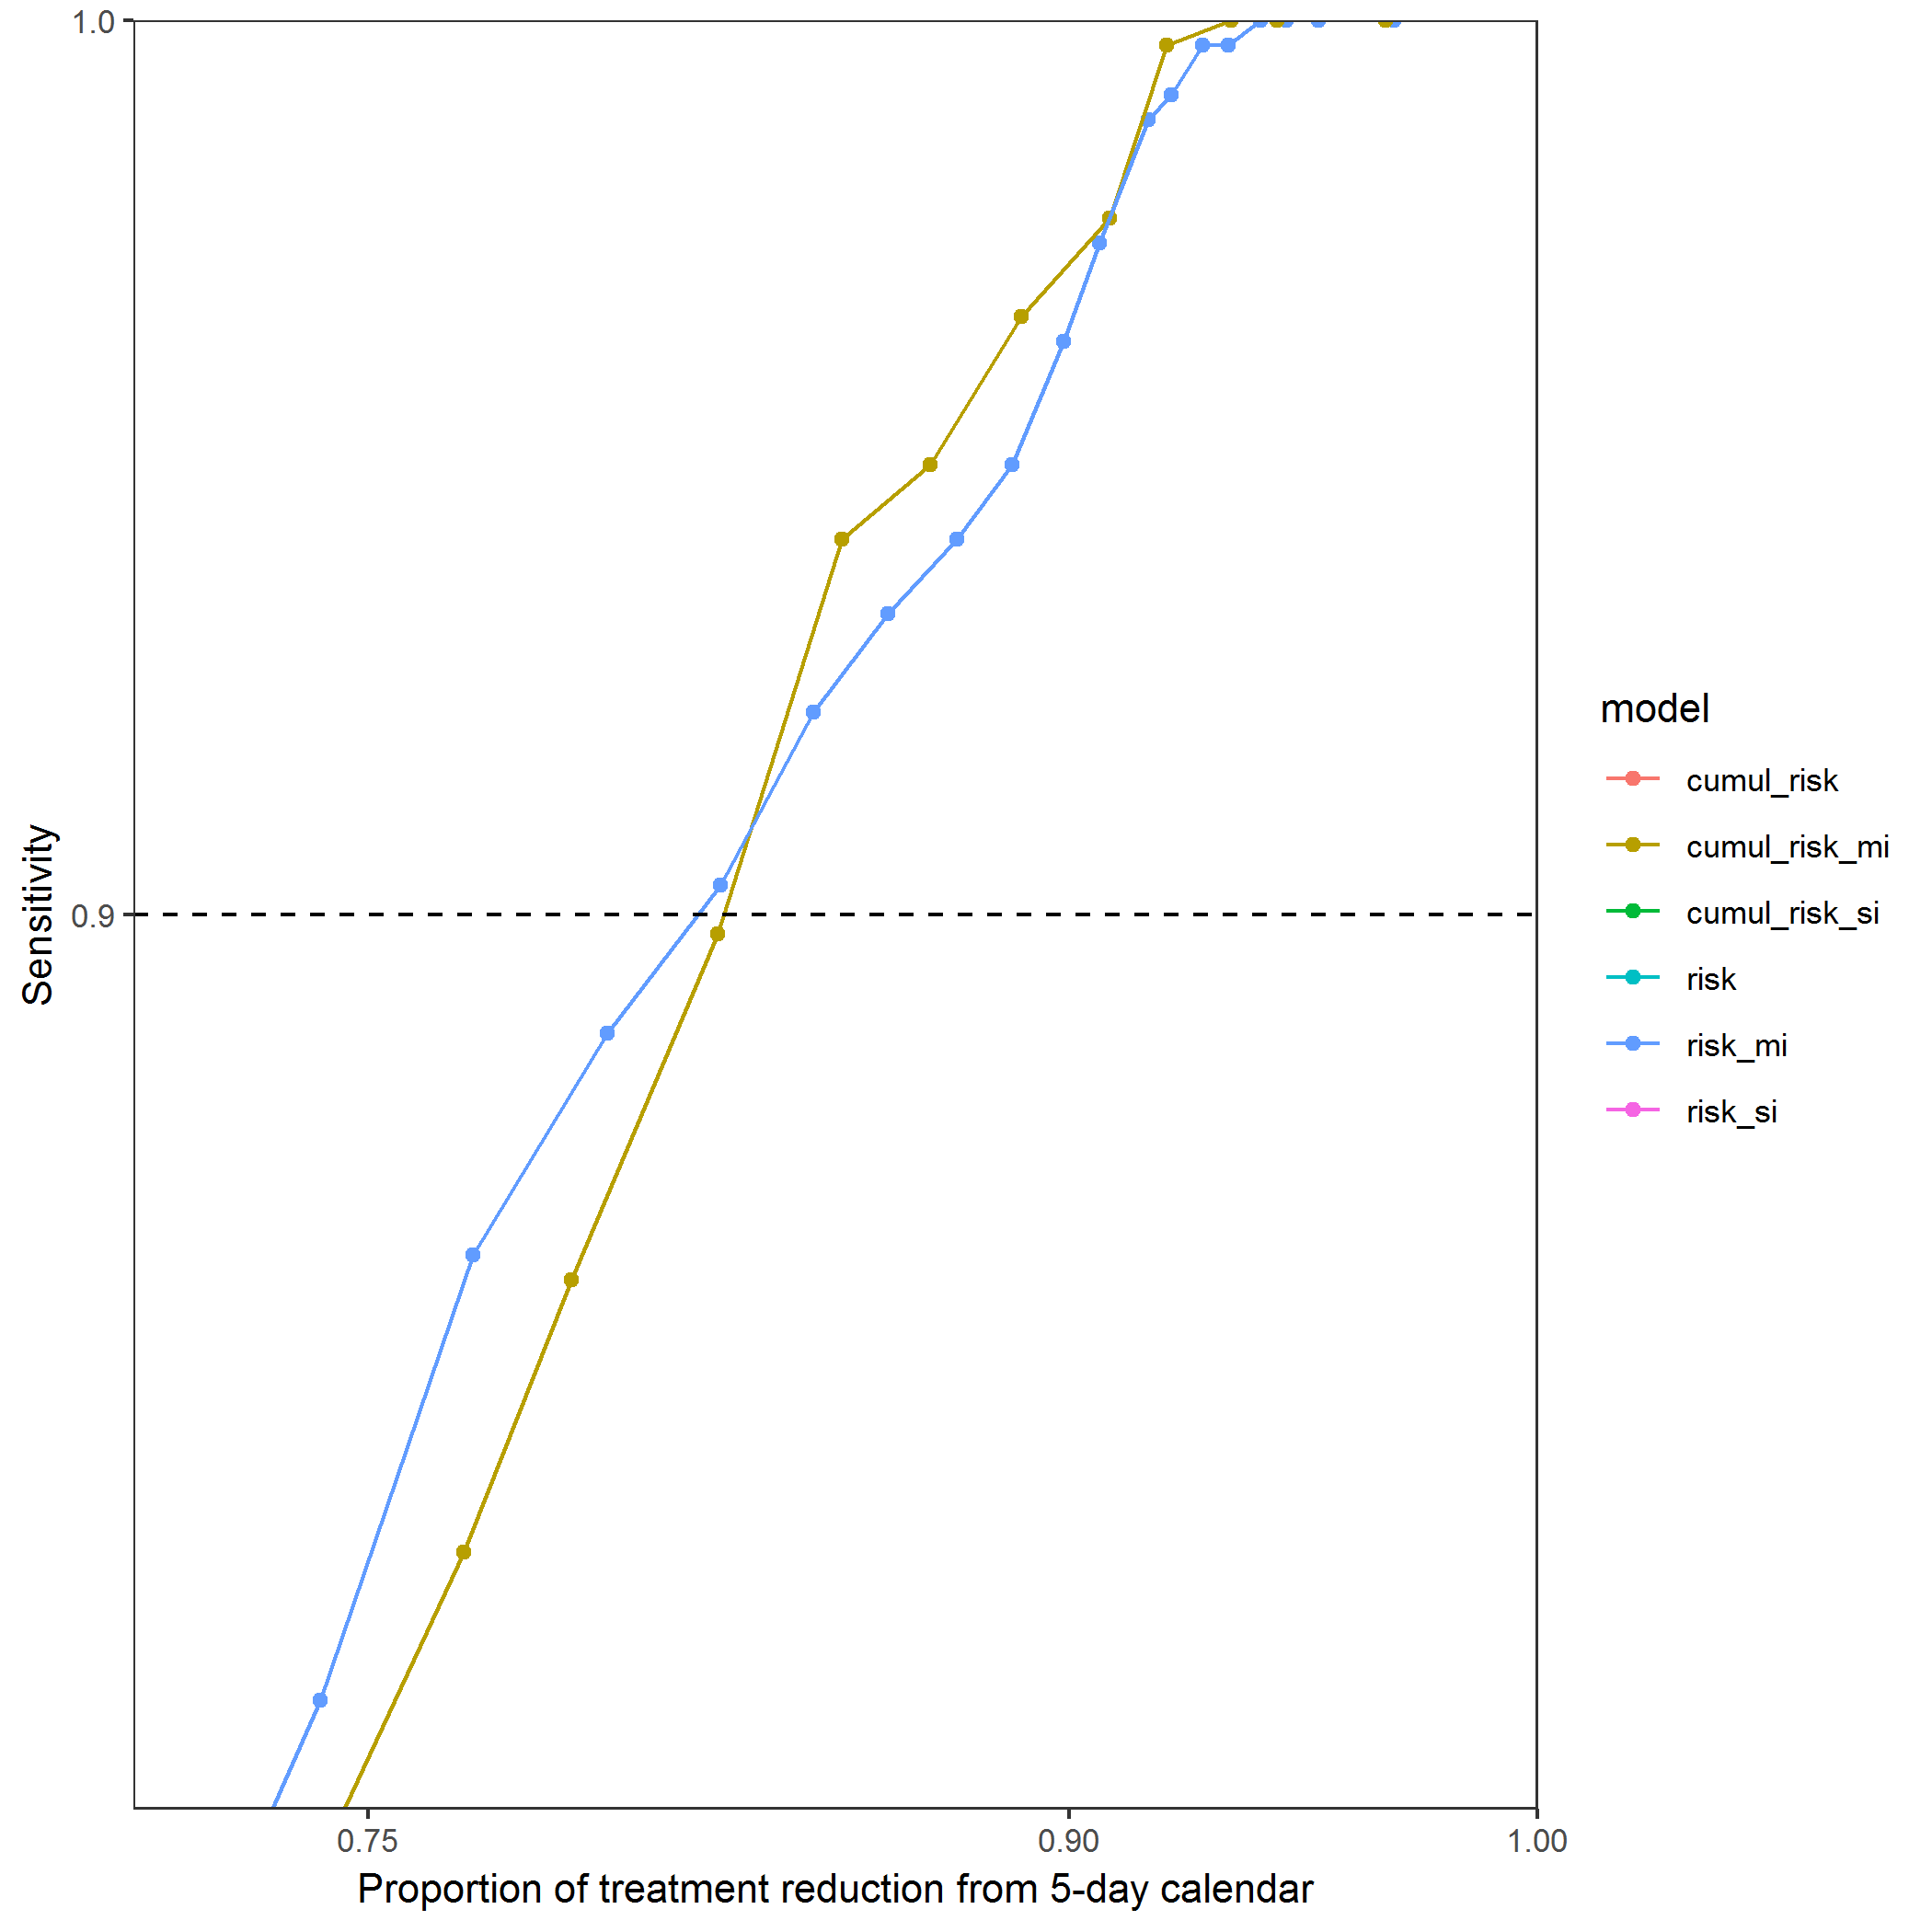 1.0
0.9
Sensitivity
0.75
0.90
1.00
Proportion of treatment reduction from 5-day calendar
model
cumul_risk
cumul_risk_mi
cumul_risk_si
risk
risk_mi
risk_si